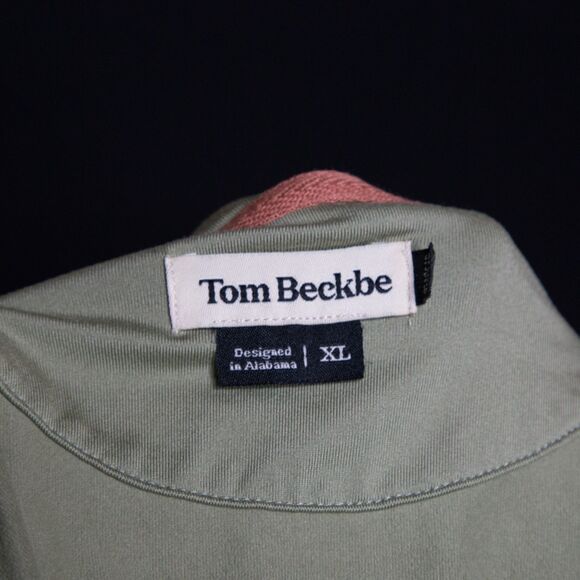 Tom Beckbe
Designed
in Alabama
XL